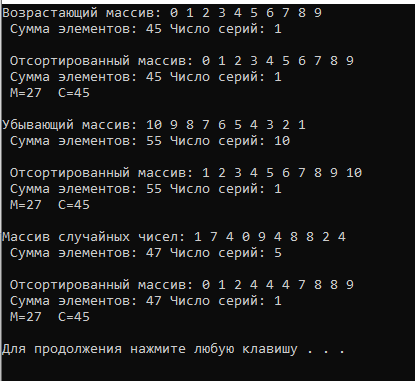 Возрастающий массив: 0 1 2 3 4 5 6 7 8 9
Сумма элементов: 45 Число серий: 1
Отсортированный массив: 0 1 2 3 4 5 6 7 8 9
Сумма элементов: 45 Число серий: 1
M=27 C=45
Убывающий массив: 10 9 8 7 6 5 4 3 2 1
Сумма элементов: 55 Число серий: 10
Отсортированный массив: 1 2 3 4 5 6 7 8 9 10
Сумма элементов: 55 Число серий: 1
M=27 C=45
Массив случайных чисел: 1 7 4 0 9 4 8 8 2 4
Сумма элементов: 47 Число серий: 5
Отсортированный массив: 0 1 2 4 4 4 7 8 8 9
Сумма элементов: 47 Число серий: 1
M=27 C=45
Для продолжения нажмите любую клавишу . . .